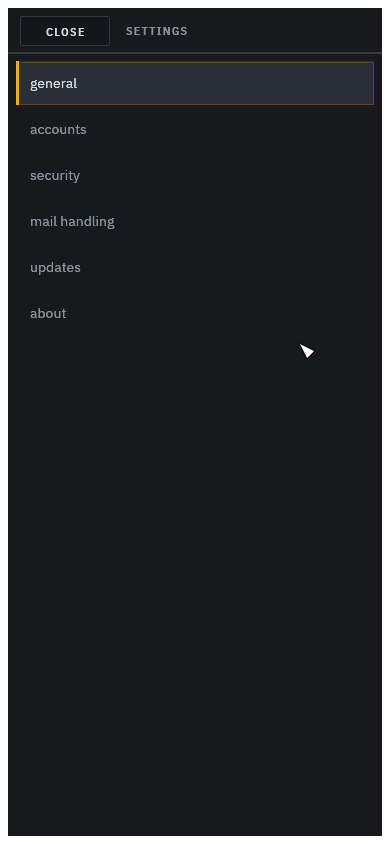 CLOSE SETTINGS
general
accounts
security
mail handling
updates
about